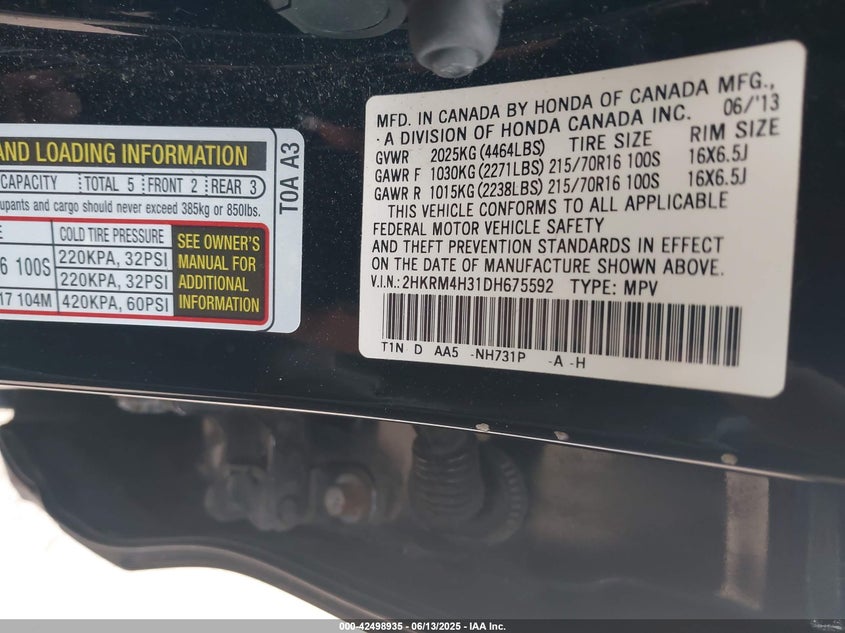 AND LOADING INFORMATION
CAPACITY TOTAL 5 FRONT 2 REAR 3
upants and cargo should never exceed 385kg or 850lbs.
E COLD TIRE PRESSURE SEE OWNER'S MANUAL FOR ADDITIONAL INFORMATION
6 100S 220KPA, 32PSI
220KPA, 32PSI
17 104M 420KPA, 60PSI
T0A A3
MFD. IN CANADA BY HONDA OF CANADA MFG.,
- A DIVISION OF HONDA CANADA INC. 06/'13
GVWR 2025KG(4464LBS) TIRE SIZE RIM SIZE
GAWR F 1030KG(2271LBS) 215/70R16 100S 16X6.5J
GAWR R 1015KG(2238LBS) 215/70R16 100S 16X6.5J
THIS VEHICLE CONFORMS TO ALL APPLICABLE
FEDERAL MOTOR VEHICLE SAFETY
AND THEFT PREVENTION STANDARDS IN EFFECT
ON THE DATE OF MANUFACTURE SHOWN ABOVE.
V.I.N.: 2HKRM4H31DH675592 TYPE: MPV
T1N D AA5 -NH731P -A -H
000-42498935 - 06/13/2025 - IAA Inc.